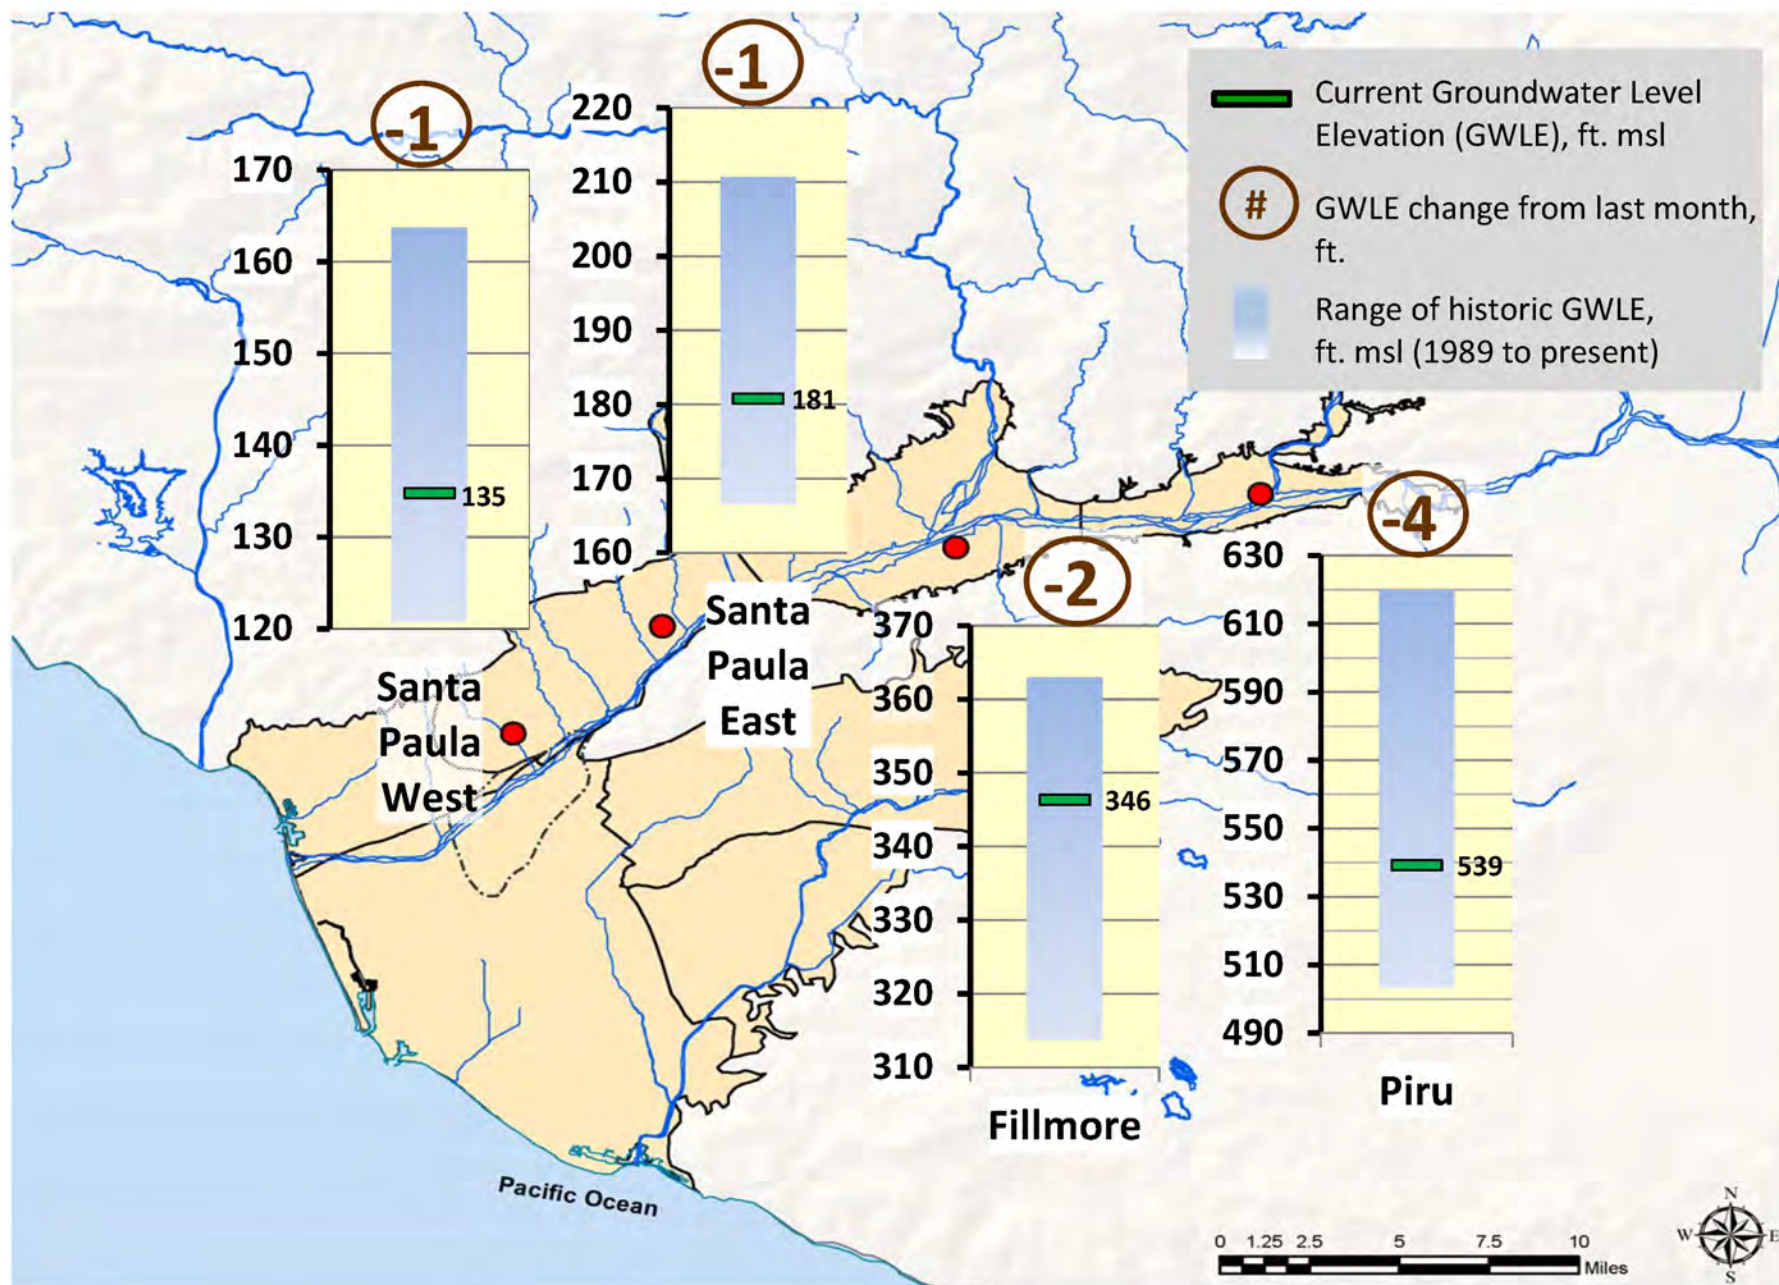 -1
170
160
150
140
130
120
135
Santa
Paula
West
-1
220
210
200
190
180
170
160
181
Santa
Paula
East
Current Groundwater Level
Elevation (GWLE), ft. msl
#
GWLE change from last month,
ft.
Range of historic GWLE,
ft. msl (1989 to present)
-2
370
360
350
340
330
320
310
346
Fillmore
-4
630
610
590
570
550
530
510
490
539
Piru
Pacific Ocean
0 1.25 2.5 5 7.5 10
Miles
N
W E
S